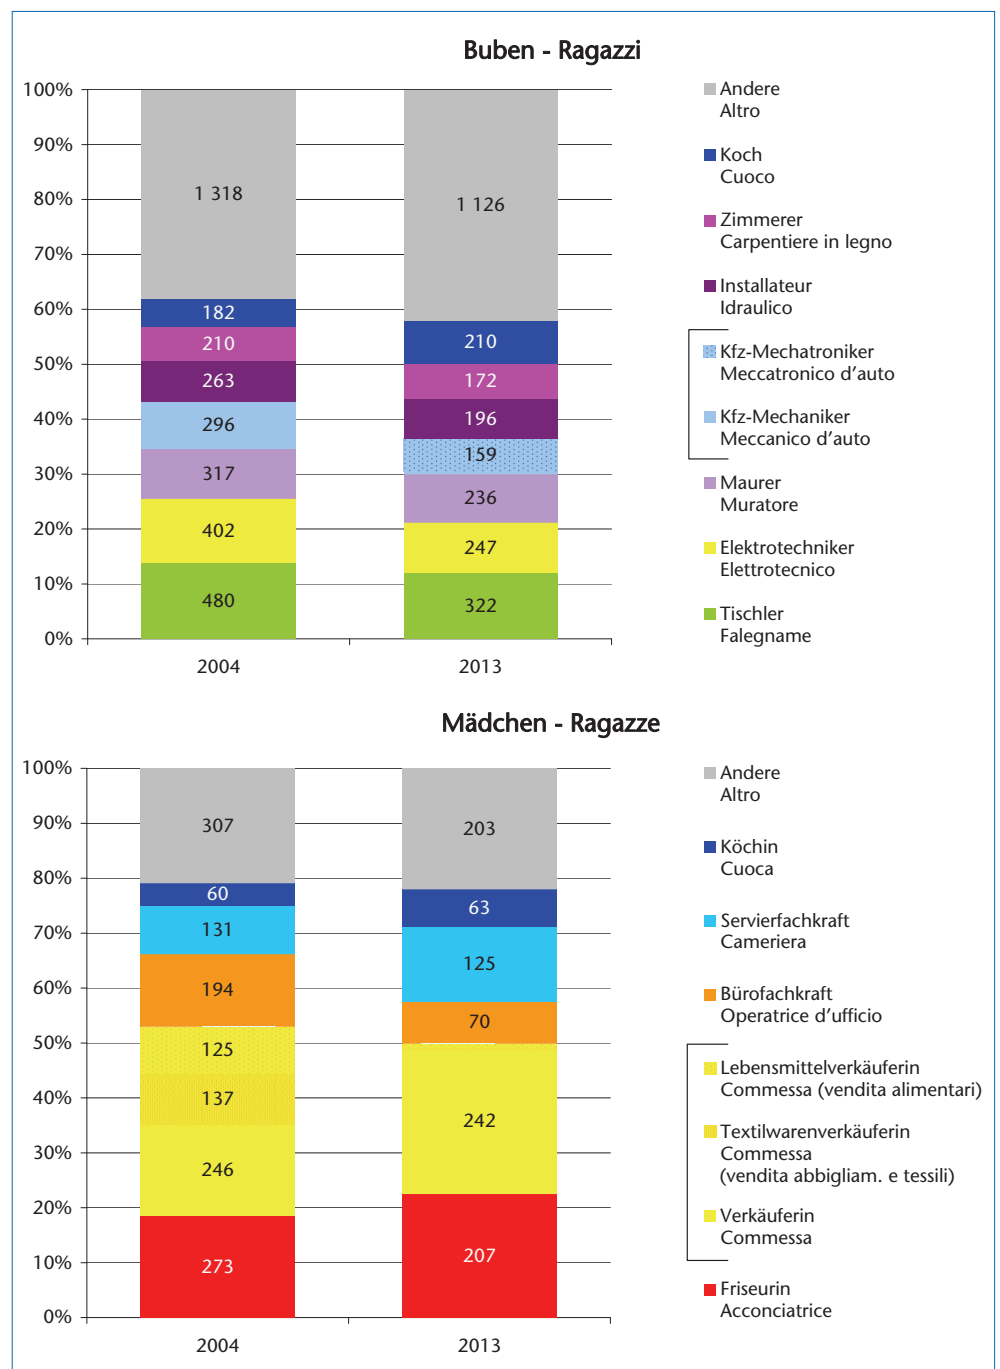 Buben - Ragazzi
100%
90%
80%
70%
60%
50%
40%
30%
20%
10%
0%
1 318
182
210
263
296
317
402
480
1 126
210
172
196
159
236
247
322
2004
2013
Andere
Altro
Koch
Cuoco
Zimmerer
Carpentiere in legno
Installateur
Idraulico
Kfz-Mechatroniker
Meccatronico d'auto
Kfz-Mechaniker
Meccanico d'auto
Maurer
Muratore
Elektrotechniker
Elettrotecnico
Tischler
Falegname
Mädchen - Ragazze
100%
90%
80%
70%
60%
50%
40%
30%
20%
10%
0%
307
60
131
194
125
137
246
273
203
63
125
70
242
207
2004
2013
Andere
Altro
Köchin
Cuoca
Servierfachkraft
Cameriera
Bürofachkraft
Operatrice d'ufficio
Lebensmittelverkäuferin
Commessa (vendita alimentari)
Textilwarenverkäuferin
Commessa
(vendita abbigliam. e tessili)
Verkäuferin
Commessa
Friseurin
Acconciatrice